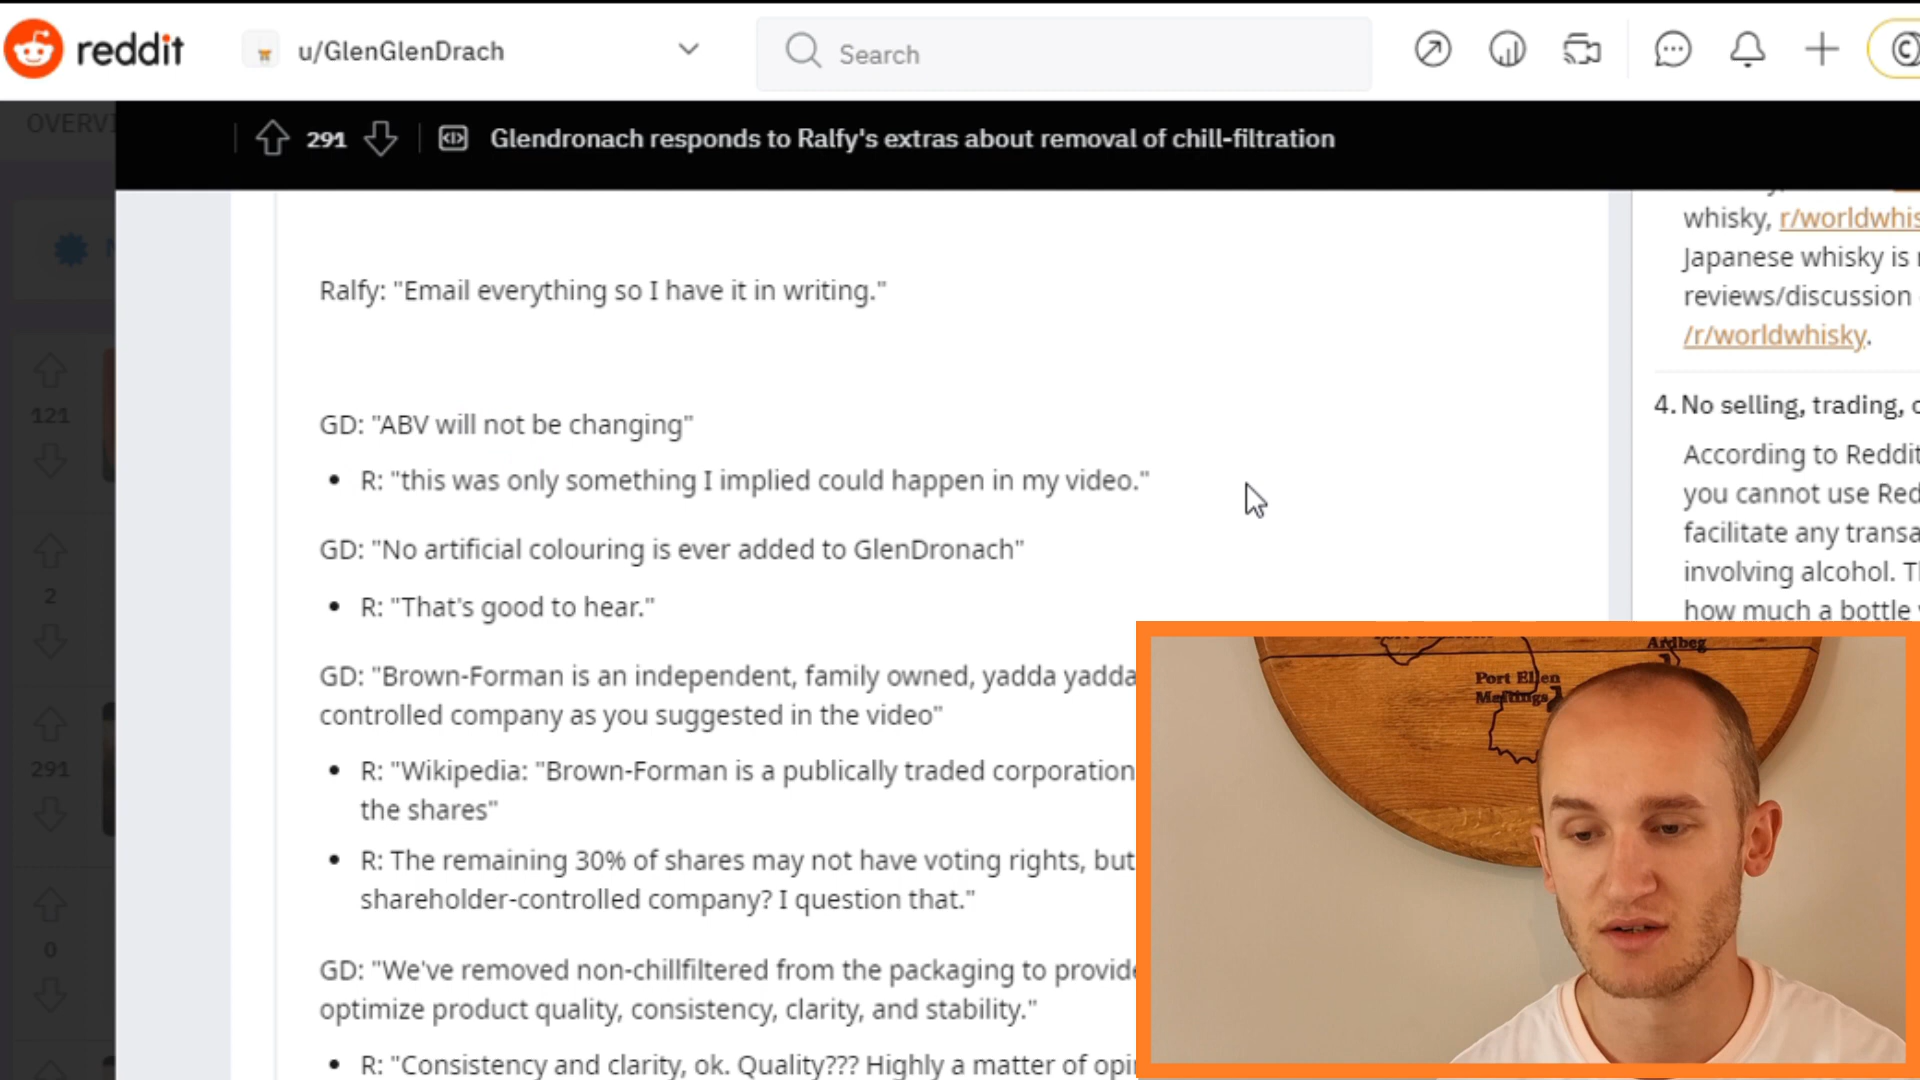 reddit
u/GlenGlenDrach
Search
OVERVI
291
Glendronach responds to Ralfy's extras about removal of chill-filtration
121
2
291
0
Ralfy: "Email everything so I have it in writing."
GD: "ABV will not be changing"
R: "this was only something I implied could happen in my video."
GD: "No artificial colouring is ever added to GlenDronach"
R: "That's good to hear."
GD: "Brown-Forman is an independent, family owned, yadda yadda
controlled company as you suggested in the video"
R: "Wikipedia: "Brown-Forman is a publically traded corporation
the shares"
R: The remaining 30% of shares may not have voting rights, but
shareholder-controlled company? I question that."
GD: "We've removed non-chillfiltered from the packaging to provide
optimize product quality, consistency, clarity, and stability."
R: "Consistency and clarity, ok. Quality??? Highly a matter of opi
whisky, r/worldwhis
Japanese whisky is
reviews/discussion
/r/worldwhisky.
4. No selling, trading,
According to Reddit
you cannot use Red
facilitate any transa
involving alcohol. T
how much a bottle
Ardbeg
Port Ellen
Maltings